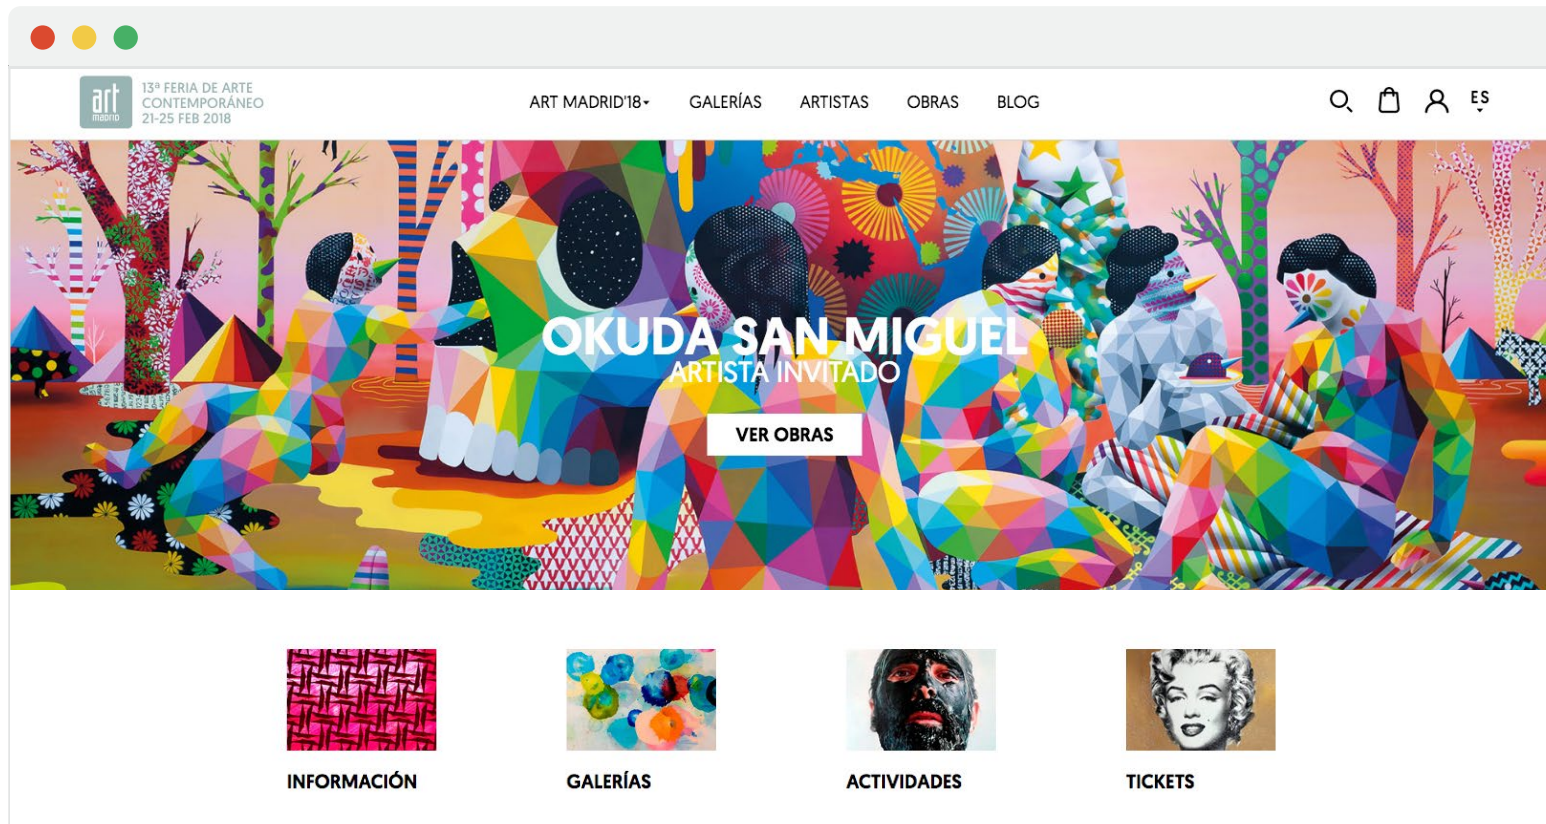 art
madrid
13ª FERIA DE ARTE
CONTEMPORÁNEO
21-25 FEB 2018
ART MADRID'18
GALERÍAS
ARTISTAS
OBRAS
BLOG
ES
OKUDA SAN MIGUEL
ARTISTA INVITADO
VER OBRAS
INFORMACIÓN
GALERÍAS
ACTIVIDADES
TICKETS